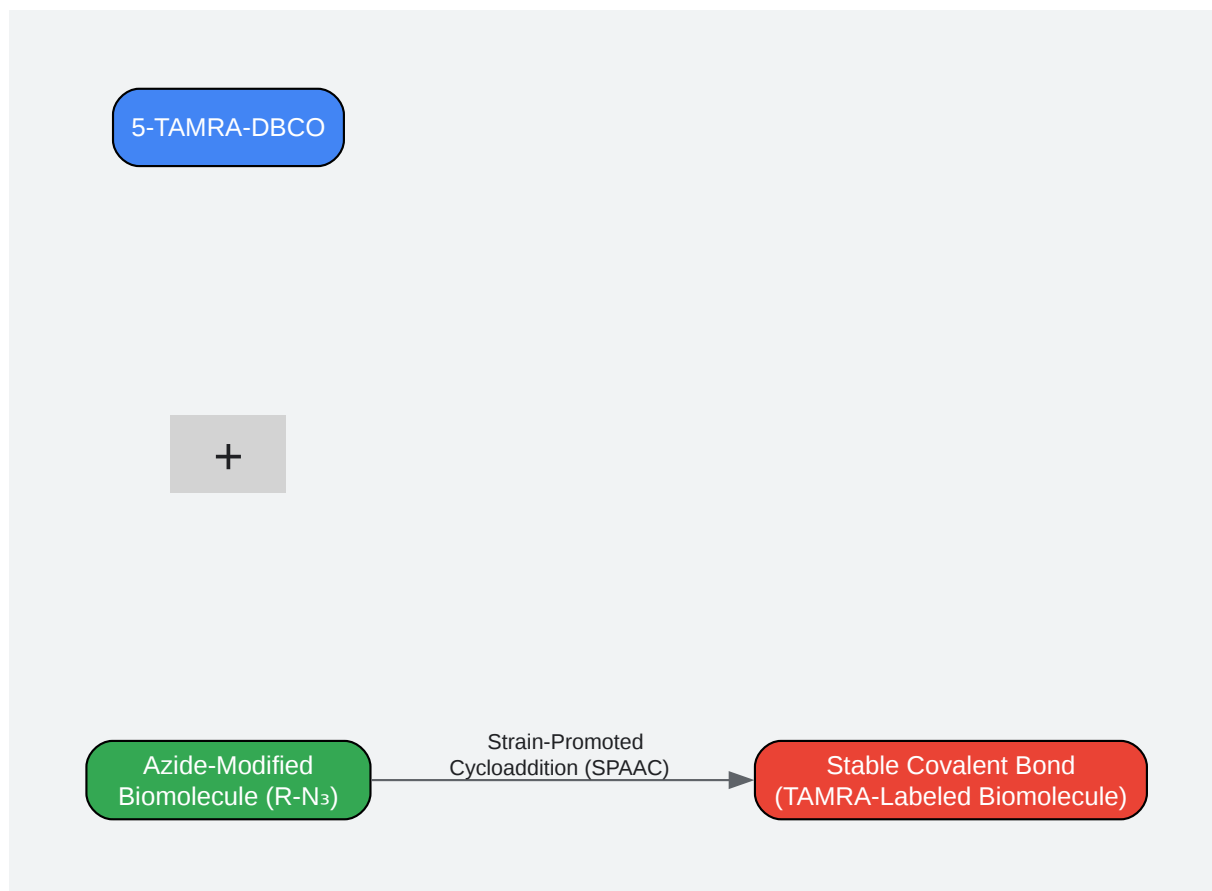 5-TAMRA-DBCO
+
Strain-Promoted
Cycloaddition (SPAAC)
Azide-Modified
Biomolecule (R-N₃)
Stable Covalent Bond
(TAMRA-Labeled Biomolecule)